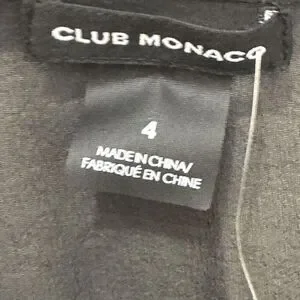 CLUB MONACO
4
MADE IN CHINA/
FABRIQUÉ EN CHINE